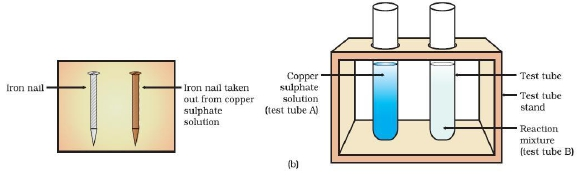 Iron nail
Iron nail taken
out from copper
sulphate
solution
Copper
sulphate
solution
(test tube A)
Test tube
Test tube
stand
Reaction
mixture
(test tube B)
(b)